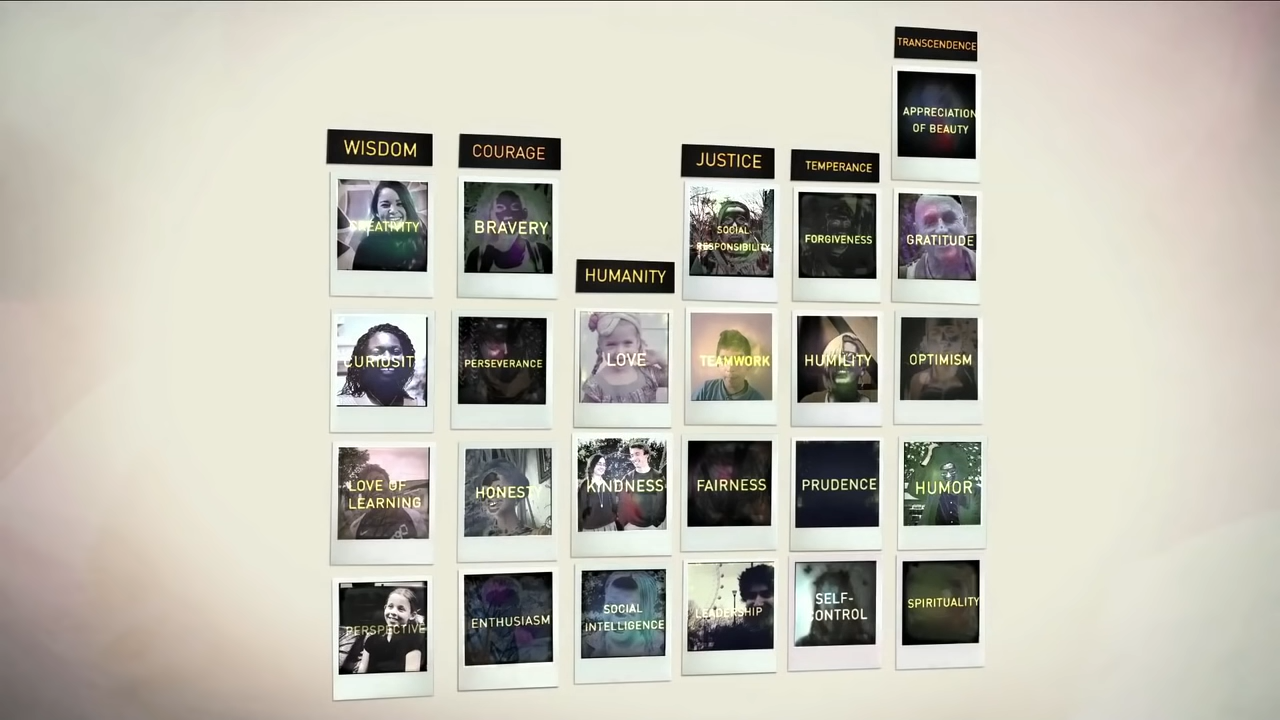 TRANSCENDENCE
APPRECIATION
OF BEAUTY
WISDOM
COURAGE
JUSTICE
TEMPERANCE
CREATIVITY
BRAVERY
SOCIAL
RESPONSIBILITY
FORGIVENESS
GRATITUDE
HUMANITY
CURIOSIT
PERSEVERANCE
LOVE
TEAMWORK
HUMILITY
OPTIMISM
LOVE OF
LEARNING
HONESTY
KINDNESS
FAIRNESS
PRUDENCE
HUMOR
PERSPECTIVE
ENTHUSIASM
SOCIAL
INTELLIGENCE
LEADERSHIP
SELF-
CONTROL
SPIRITUALITY